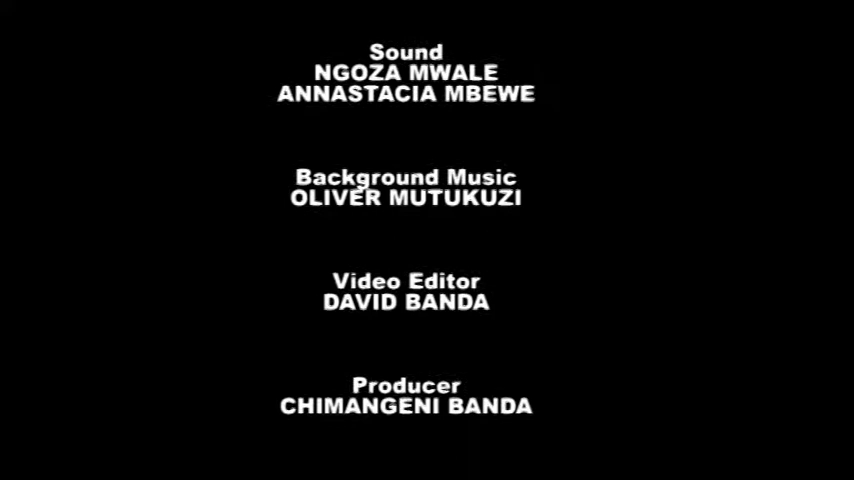 Sound
NGOZA MWALE
ANNASTACIA MBEWE
Background Music
OLIVER MUTUKUZI
Video Editor
DAVID BANDA
Producer
CHIMANGENI BANDA